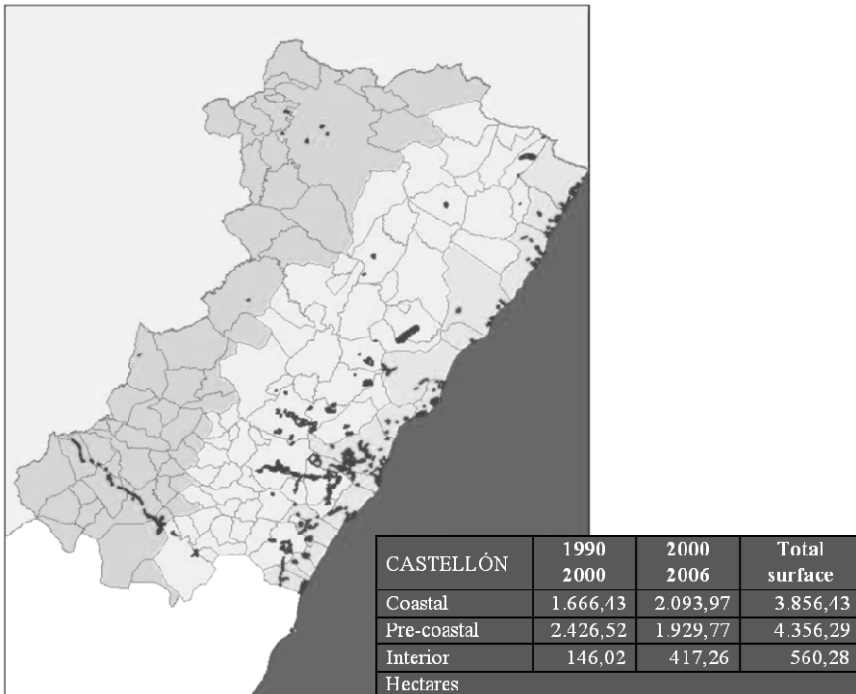 CASTELLÓN 1990 2000 2000 2006 Total surface
Coastal 1.666,43 2.093,97 3.856,43
Pre-coastal 2.426,52 1.929,77 4.356,29
Interior 146,02 417,26 560,28
Hectares